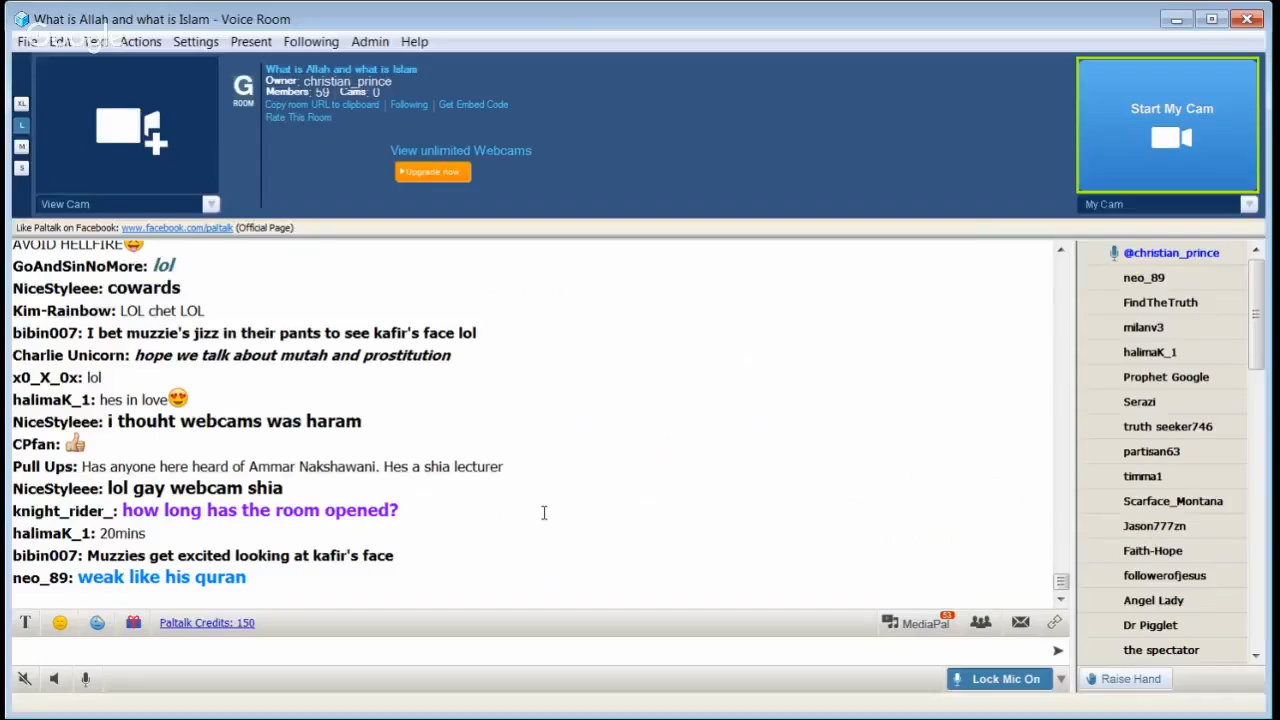 What is Allah and what is Islam - Voice Room
Google
File Edit Text Actions Settings Present Following Admin Help
XL
L
M
S
View Cam
G
ROOM
What is Allah and what is Islam
Owner: christian_prince
Members: 59 Cams: 0
Copy room URL to clipboard | Following | Get Embed Code
Rate This Room
View unlimited Webcams
Upgrade now
Start My Cam
My Cam
Like Paltalk on Facebook: www.facebook.com/paltalk (Official Page)
AVOID HELLFIRE😍
GoAndSinNoMore: lol
NiceStyleee: cowards
Kim-Rainbow: LOL chet LOL
bibin007: I bet muzzie's jizz in their pants to see kafir's face lol
Charlie Unicorn: hope we talk about mutah and prostitution
x0_X_0x: lol
halimaK_1: hes in love😍
NiceStyleee: i thouht webcams was haram
CPfan: 👍
Pull Ups: Has anyone here heard of Ammar Nakshawani. Hes a shia lecturer
NiceStyleee: lol gay webcam shia
knight_rider_: how long has the room opened?
halimaK_1: 20mins
bibin007: Muzzies get excited looking at kafir's face
neo_89: weak like his quran
@christian_prince
neo_89
FindTheTruth
milanv3
halimaK_1
Prophet Google
Serazi
truth seeker746
partisan63
timma1
Scarface_Montana
Jason777zn
Faith-Hope
followerofjesus
Angel Lady
Dr Pigglet
the spectator
T Paltalk Credits: 150
MediaPal 53
Lock Mic On
Raise Hand